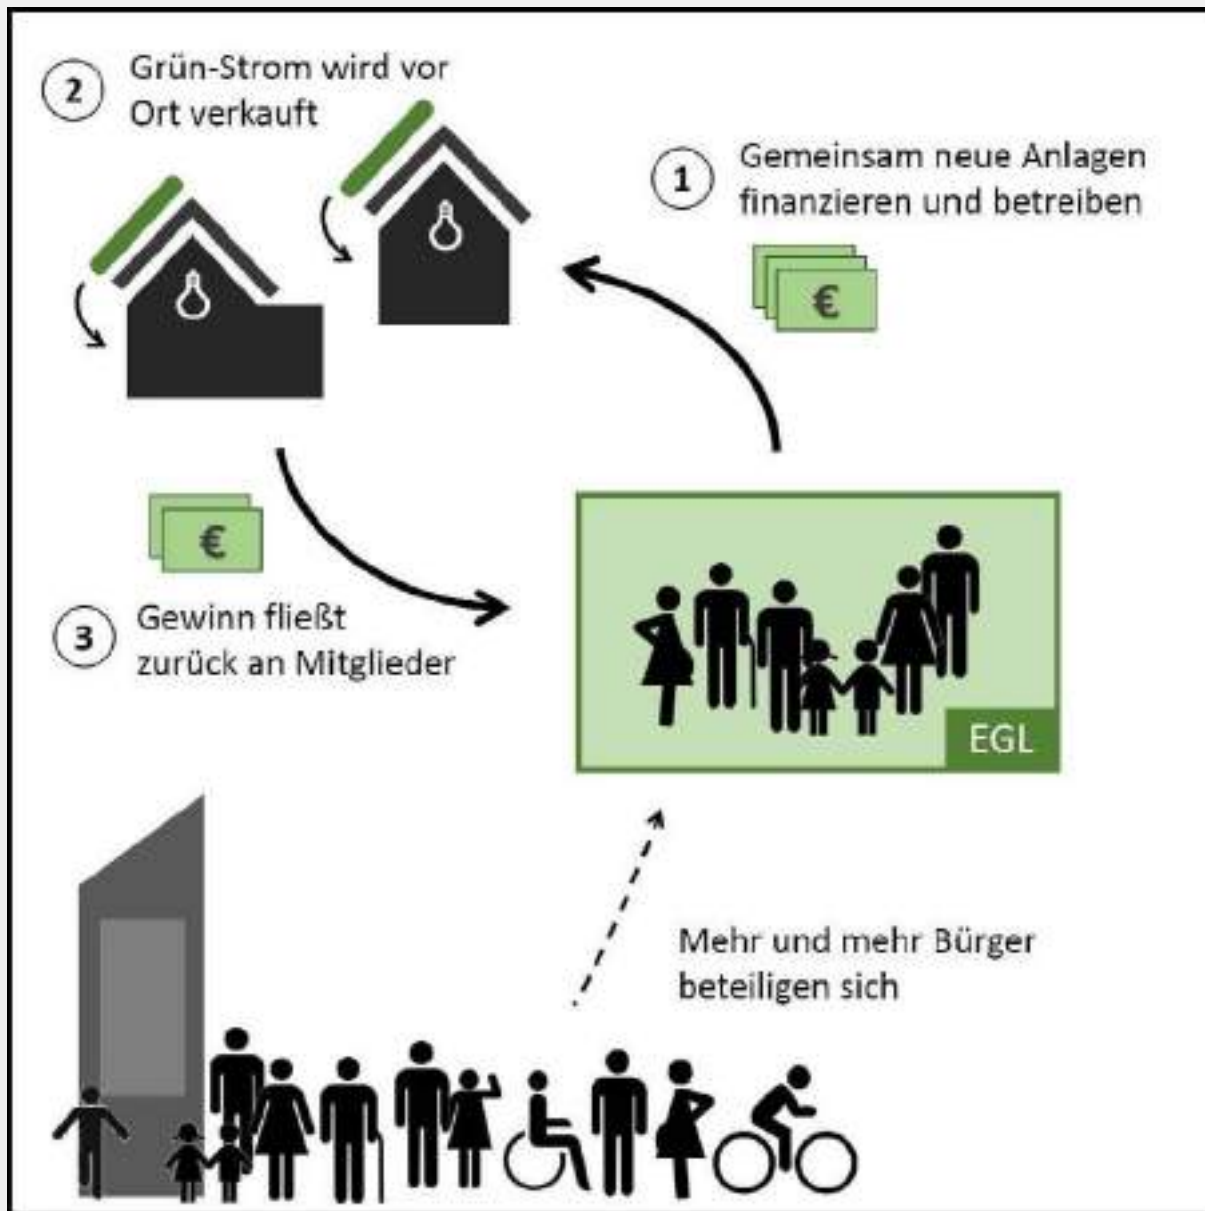 2
Grün-Strom wird vor
Ort verkauft
1
Gemeinsam neue Anlagen
finanzieren und betreiben
€
€
3
Gewinn fließt
zurück an Mitglieder
EGL
Mehr und mehr Bürger
beteiligen sich